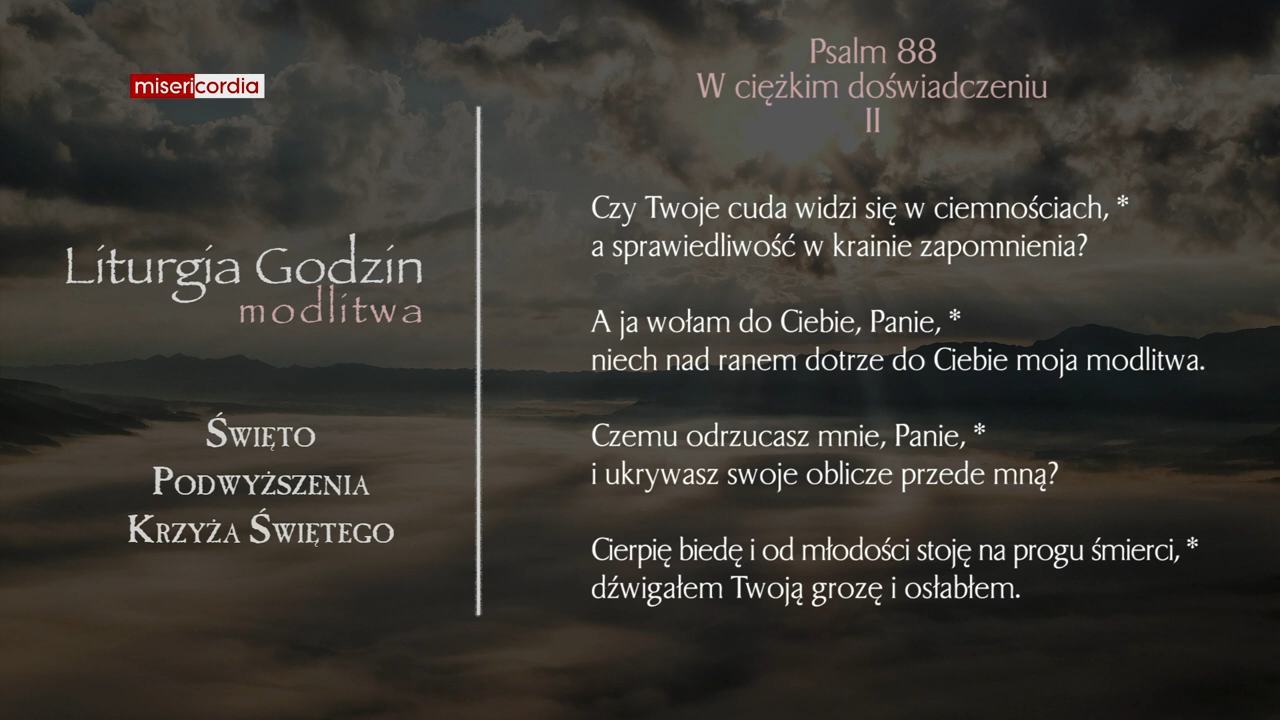 misericordia
Liturgia Godzin
modlitwa
Święto
Podwyższenia
Krzyża Świętego
Psalm 88
W ciężkim doświadczeniu
II
Czy Twoje cuda widzi się w ciemnościach, *
a sprawiedliwość w krainie zapomnienia?
A ja wołam do Ciebie, Panie, *
niech nad ranem dotrze do Ciebie moja modlitwa.
Czemu odrzucasz mnie, Panie, *
i ukrywasz swoje oblicze przede mną?
Cierpię biedę i od młodości stoję na progu śmierci, *
dźwigałem Twoją grozę i osłabłem.